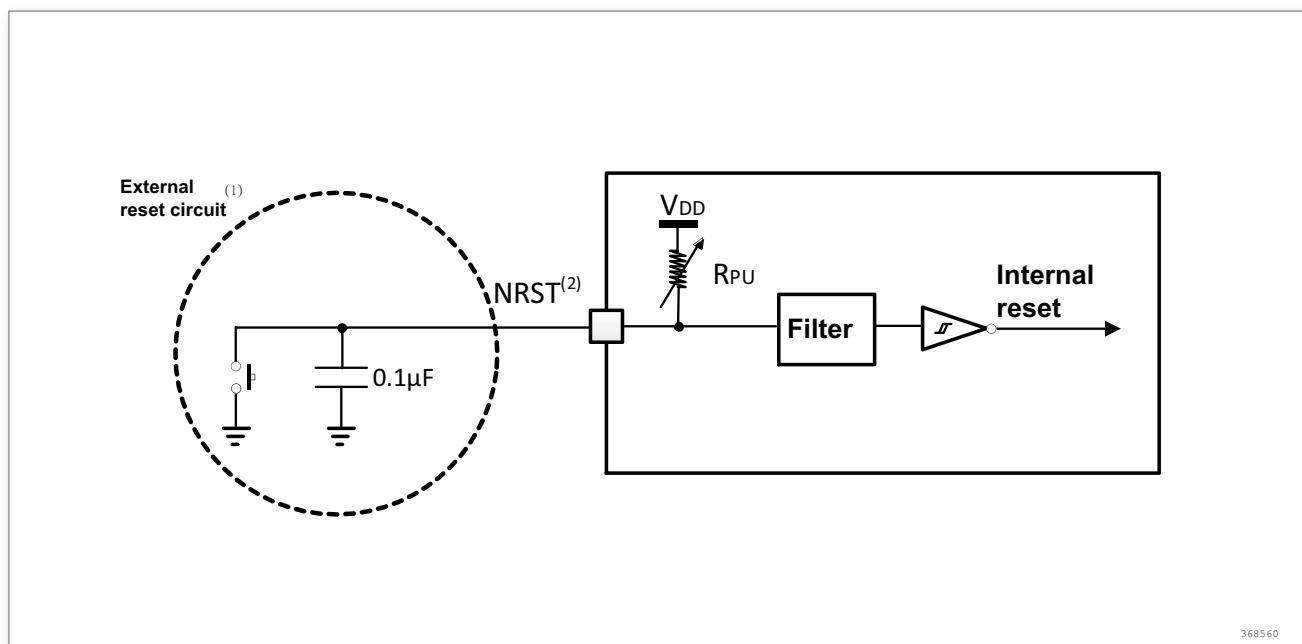 External (1)
reset circuit
VDD
RPU
NRST(2)
Internal
reset
Filter
0.1µF
368560